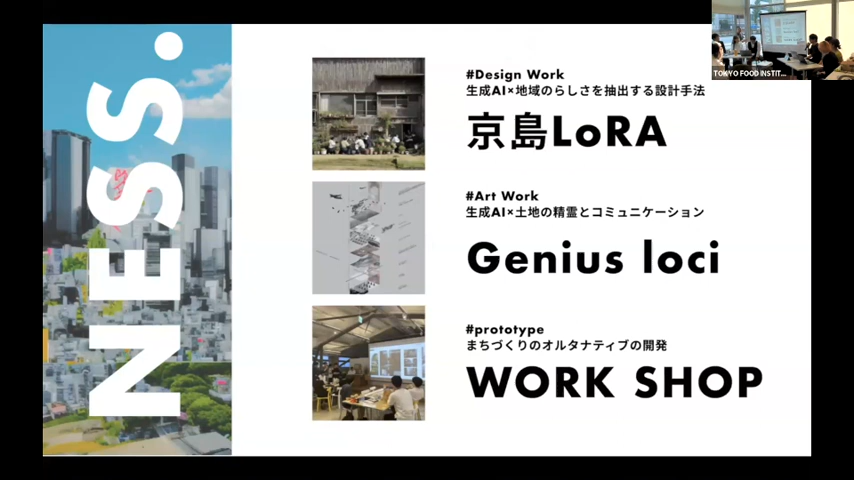 NESS.
#Design Work
生成AI×地域のらしさを抽出する設計手法
京島LoRA
#Art Work
生成AI×土地の精霊とコミュニケーション
Genius loci
#prototype
まちづくりのオルタナティブの開発
WORK SHOP
TOKYO FOOD INSTIT...